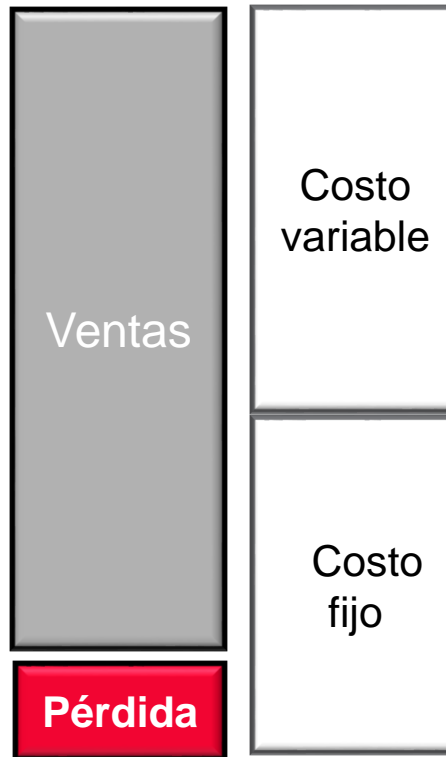 Ventas
Pérdida
Costo
variable
Costo
fijo